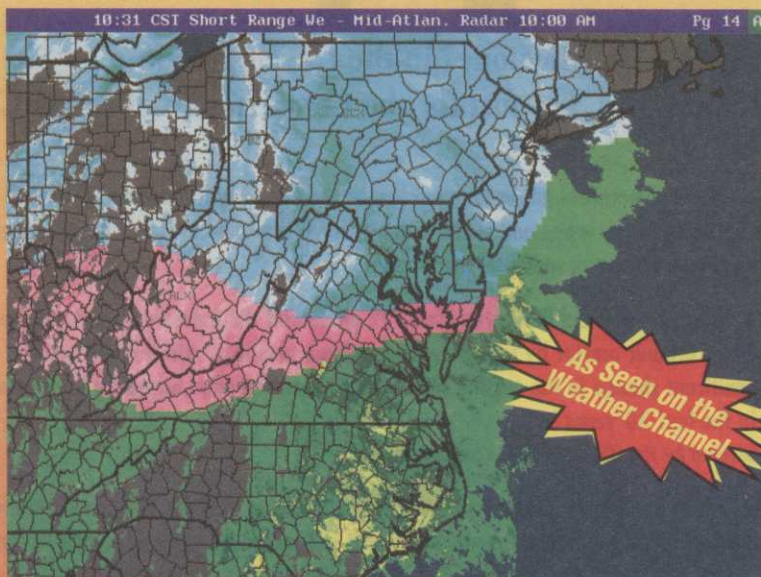 10:31 CST Short Range We - Mid-Atlan. Radar 10:00 AM Pg 14 A
RLX
As Seen on the
Weather Channel